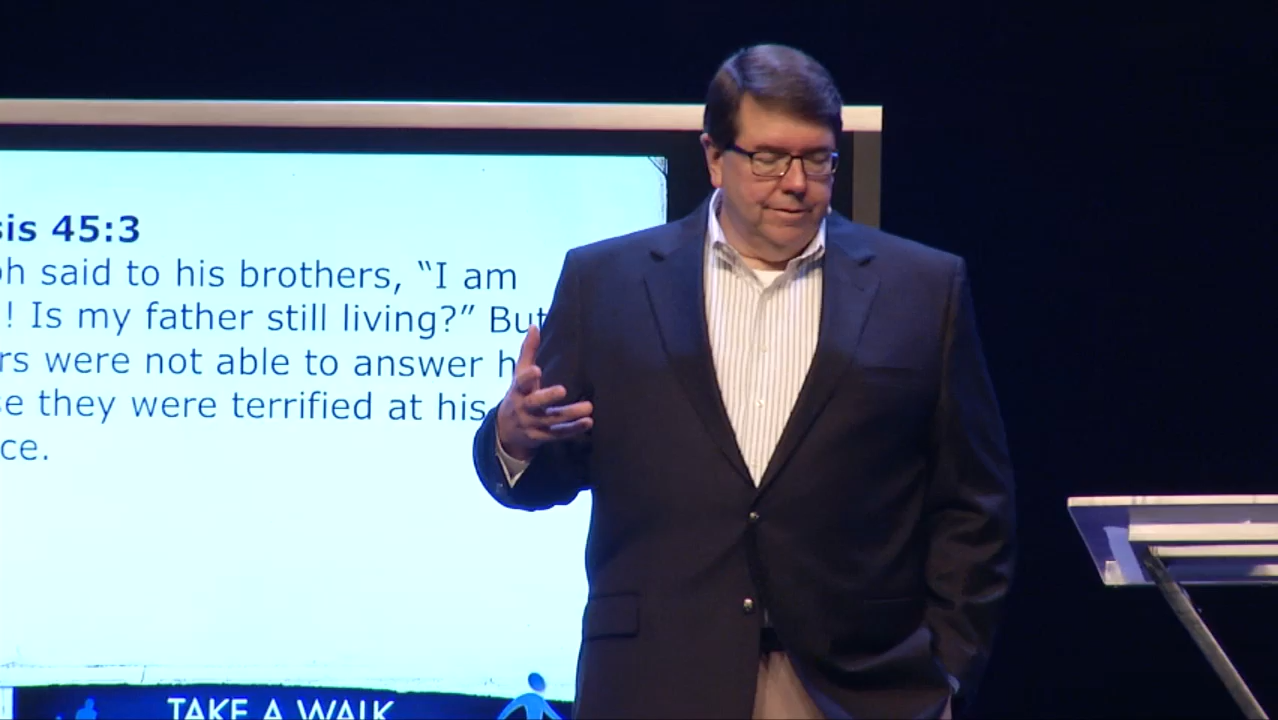 sis 45:3
ph said to his brothers, “I am
! Is my father still living?” But
rs were not able to answer h
se they were terrified at his
ce.
TAKE A WALK